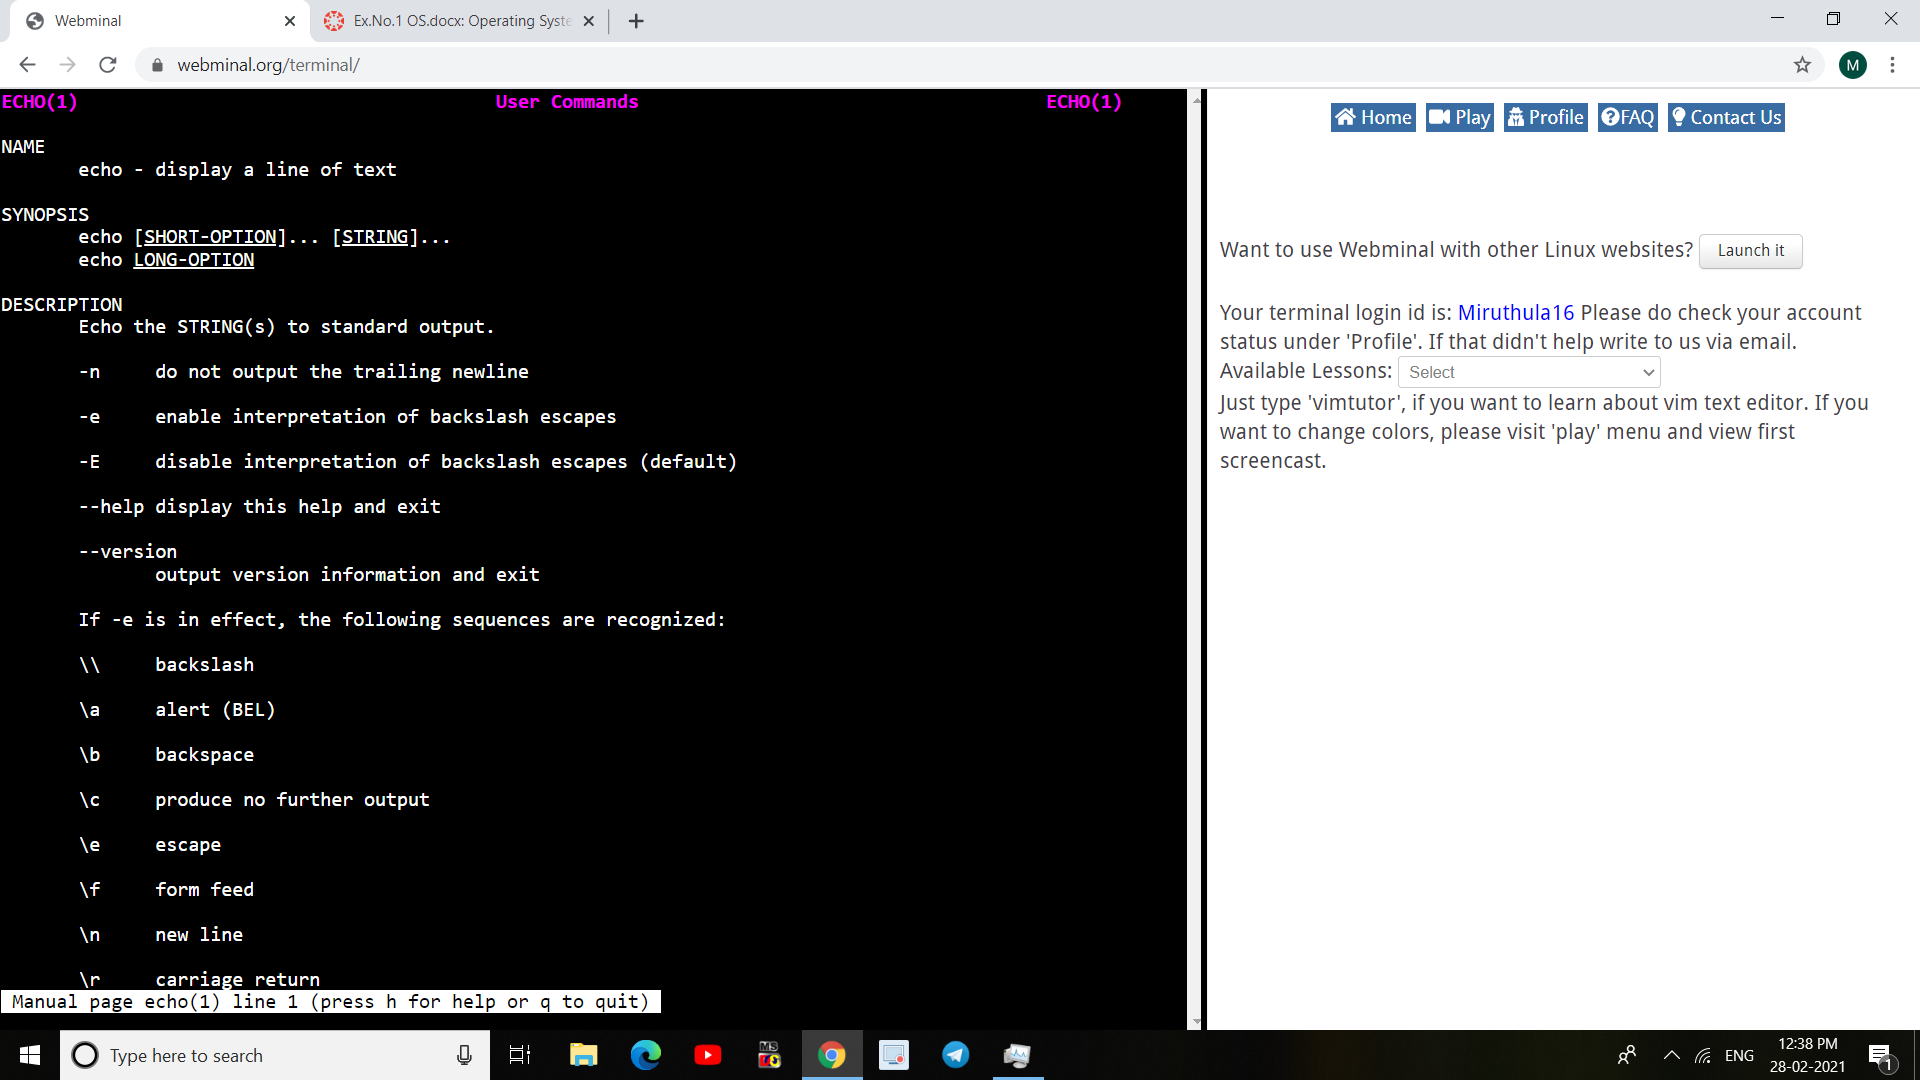 Webminal
Ex.No.1 OS.docx: Operating Syste
webminal.org/terminal/
M
ECHO(1) User Commands ECHO(1)
NAME
echo - display a line of text
SYNOPSIS
echo [SHORT-OPTION]... [STRING]...
echo LONG-OPTION
DESCRIPTION
Echo the STRING(s) to standard output.
-n do not output the trailing newline
-e enable interpretation of backslash escapes
-E disable interpretation of backslash escapes (default)
--help display this help and exit
--version
output version information and exit
If -e is in effect, the following sequences are recognized:
\\ backslash
\a alert (BEL)
\b backspace
\c produce no further output
\e escape
\f form feed
\n new line
\r carriage return
Manual page echo(1) line 1 (press h for help or q to quit)
Home Play Profile FAQ Contact Us
Want to use Webminal with other Linux websites? Launch it
Your terminal login id is: Miruthula16 Please do check your account
status under 'Profile'. If that didn't help write to us via email.
Available Lessons: Select
Just type 'vimtutor', if you want to learn about vim text editor. If you
want to change colors, please visit 'play' menu and view first
screencast.
Type here to search
MS
ENG
12:38 PM
28-02-2021
1